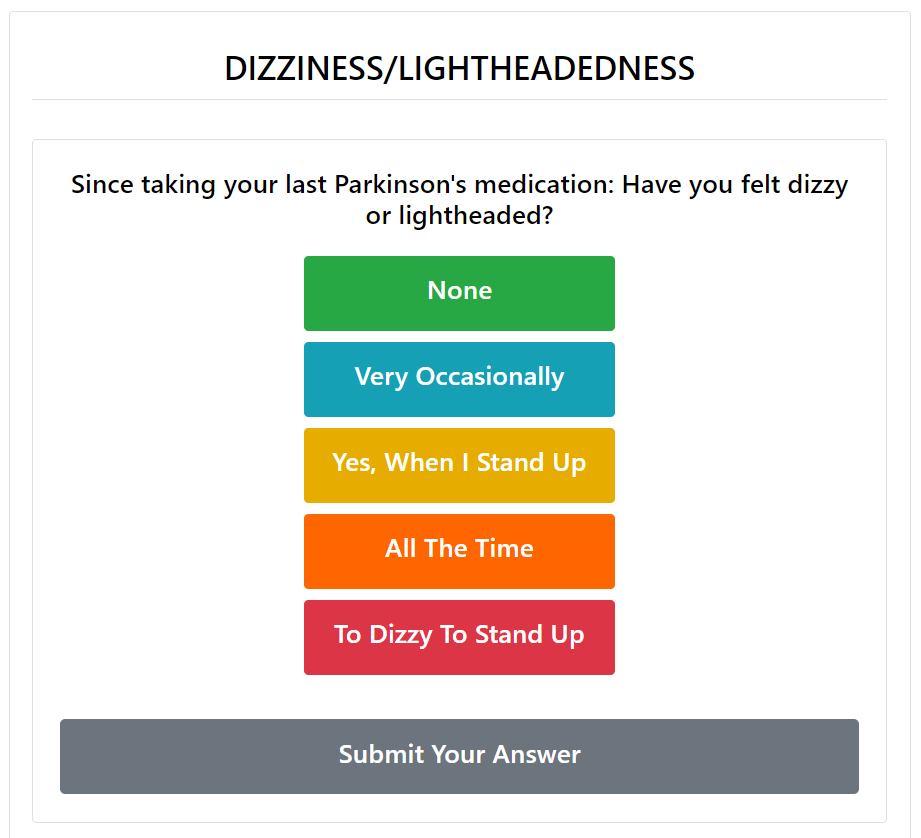 DIZZINESS/LIGHTHEADEDNESS
Since taking your last Parkinson's medication: Have you felt dizzy
or lightheaded?
None
Very Occasionally
Yes, When I Stand Up
All The Time
To Dizzy To Stand Up
Submit Your Answer